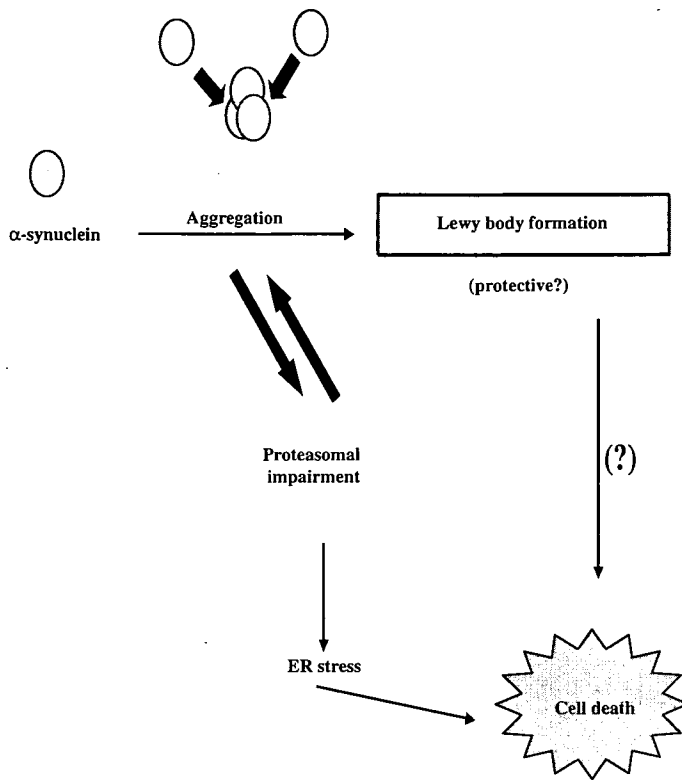 α-synuclein
Aggregation
Lewy body formation
(protective?)
Proteasomal
impairment
(?)
ER stress
Cell death